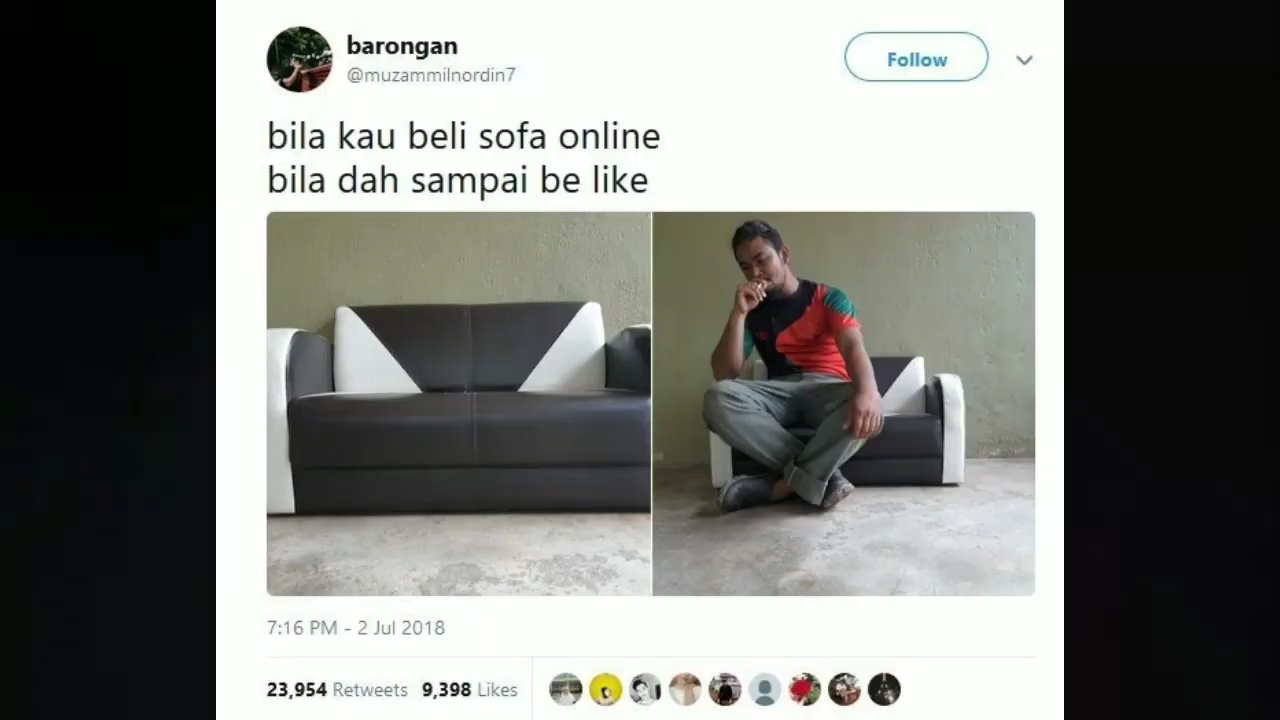 barongan
@muzammilnordin7
Follow
bila kau beli sofa online
bila dah sampai be like
7:16 PM - 2 Jul 2018
23,954 Retweets 9,398 Likes